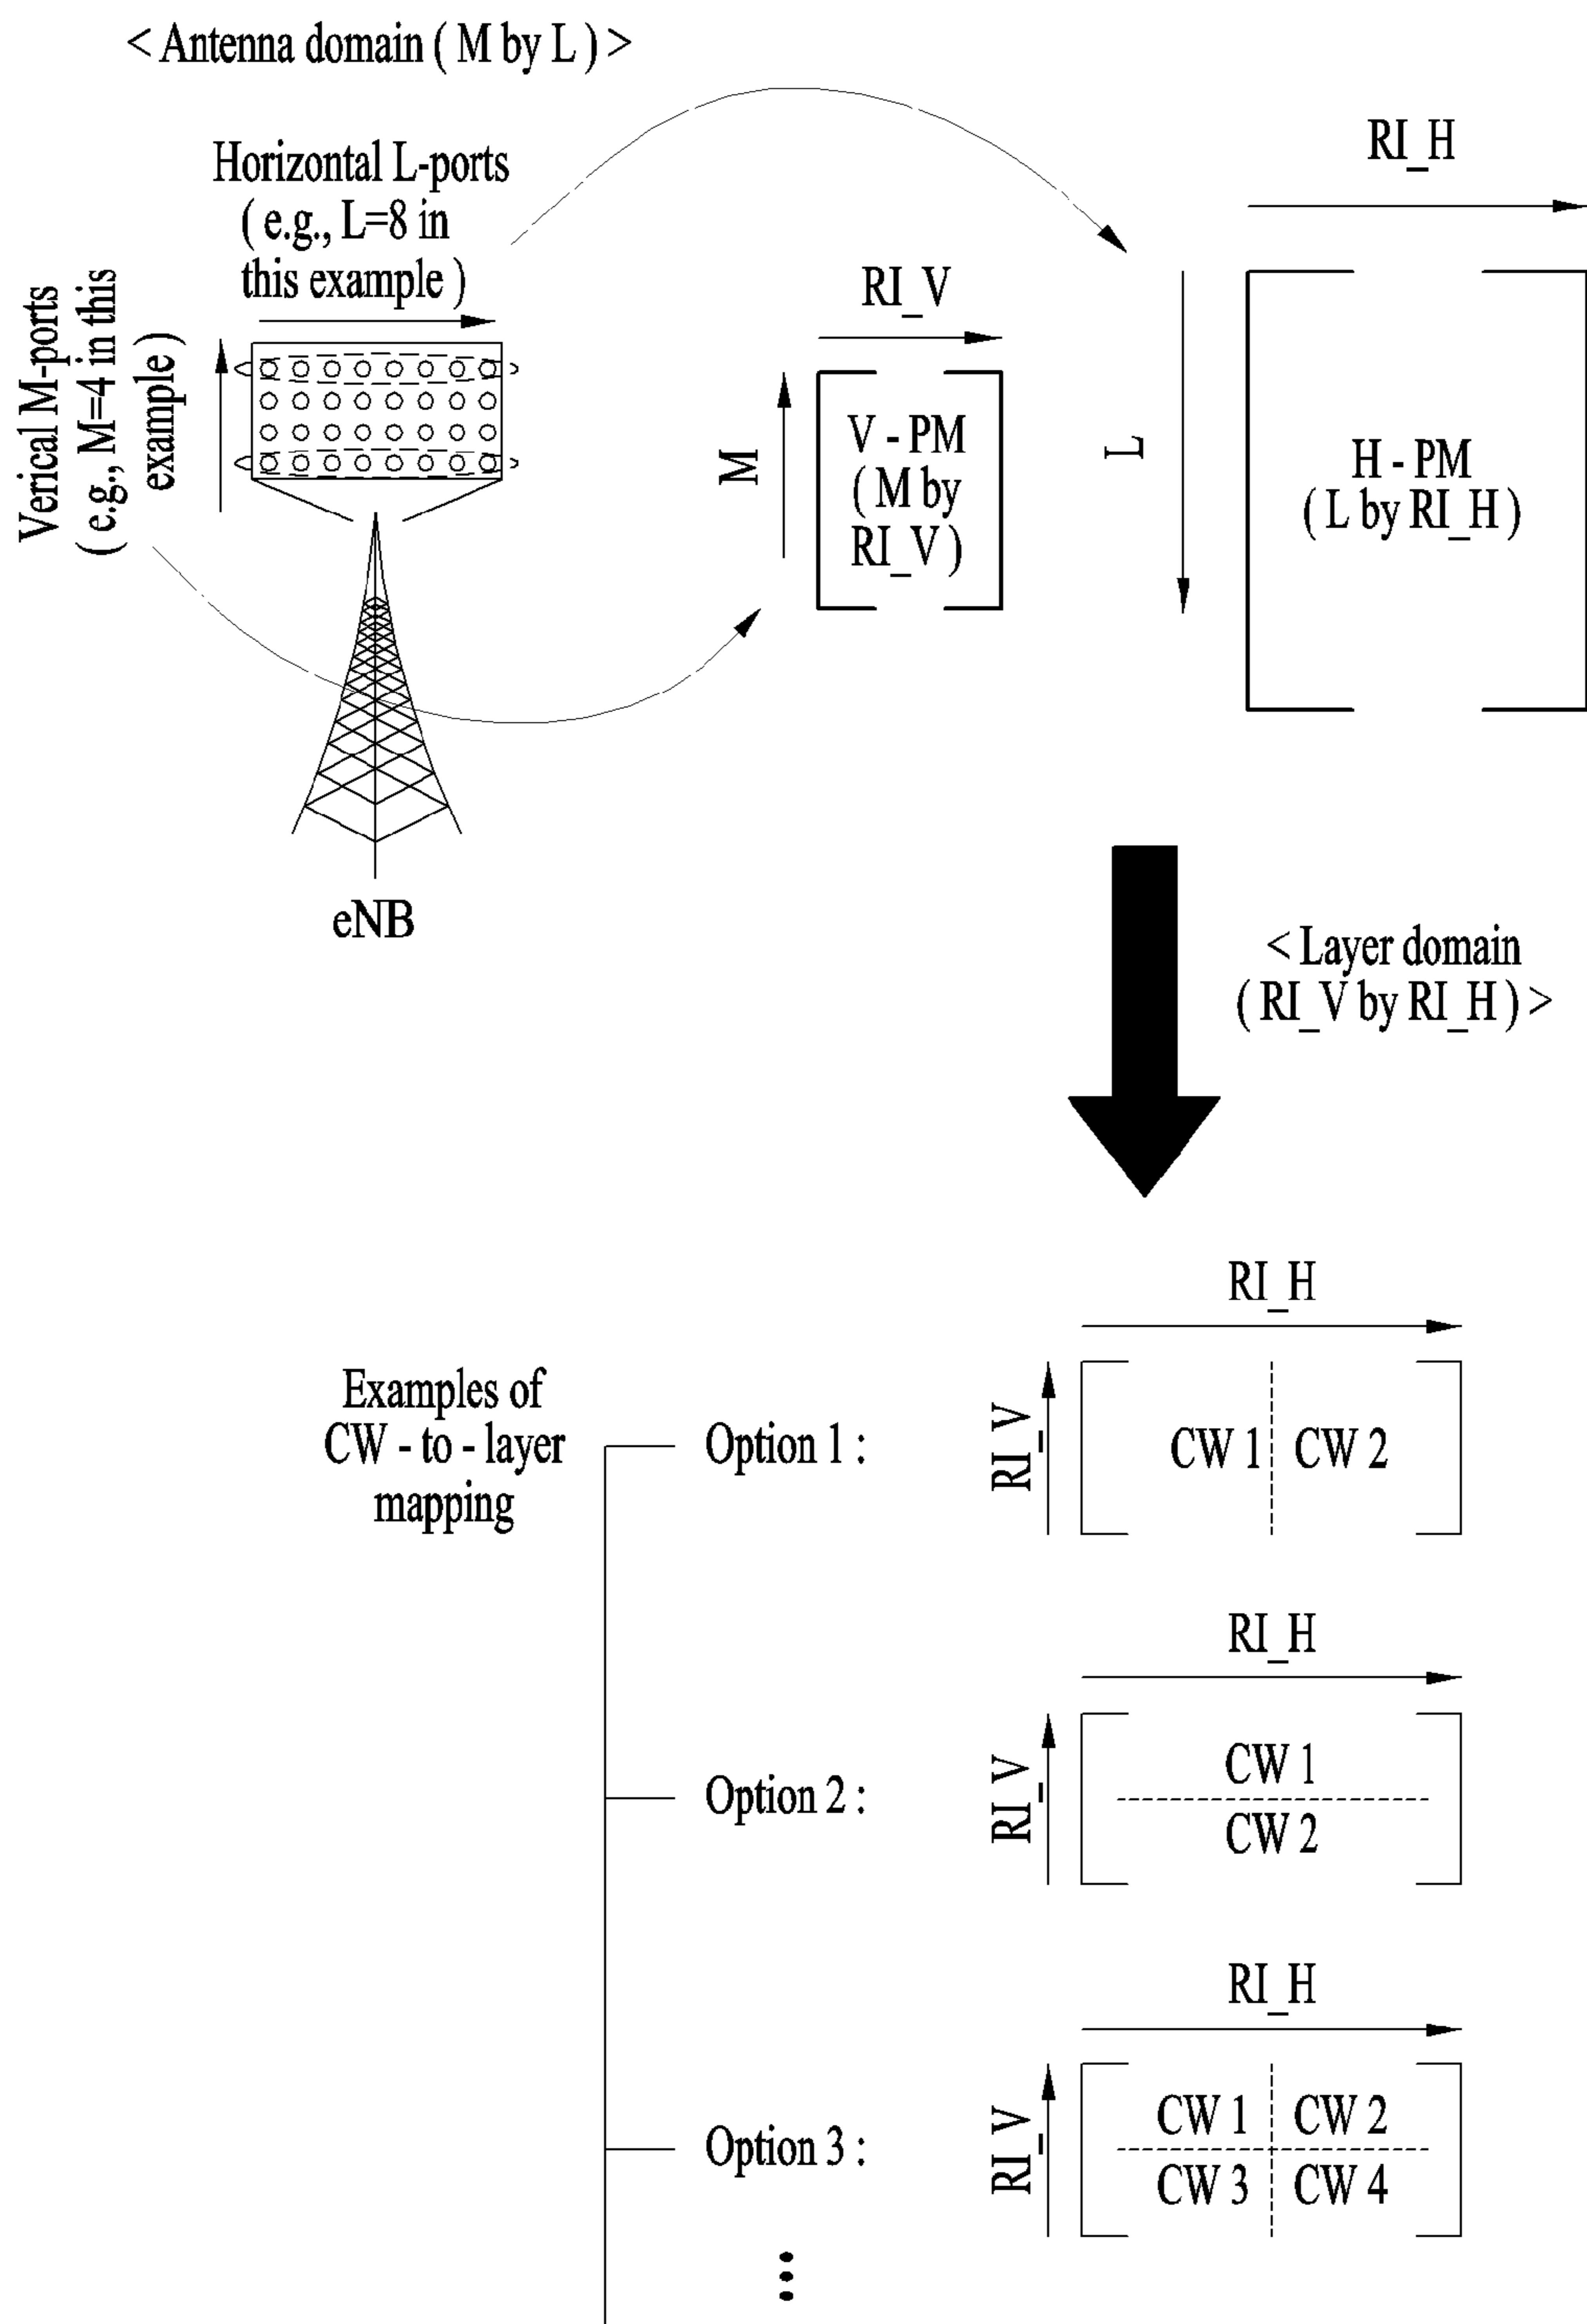 < Antenna domain ( M by L ) >
Horizontal L-ports
( e.g., L=8 in
this example )
Verical M-ports
( e.g., M=4 in this
example )
eNB
RI_V
M
V - PM
( M by
RI_V )
RI_H
L
H - PM
( L by RI_H )
< Layer domain
( RI_V by RI_H ) >
Examples of
CW - to - layer
mapping
Option 1 :
RI_H
RI_V
CW 1 CW 2
Option 2 :
RI_H
RI_V
CW 1
CW 2
Option 3 :
RI_H
RI_V
CW 1 CW 2
CW 3 CW 4